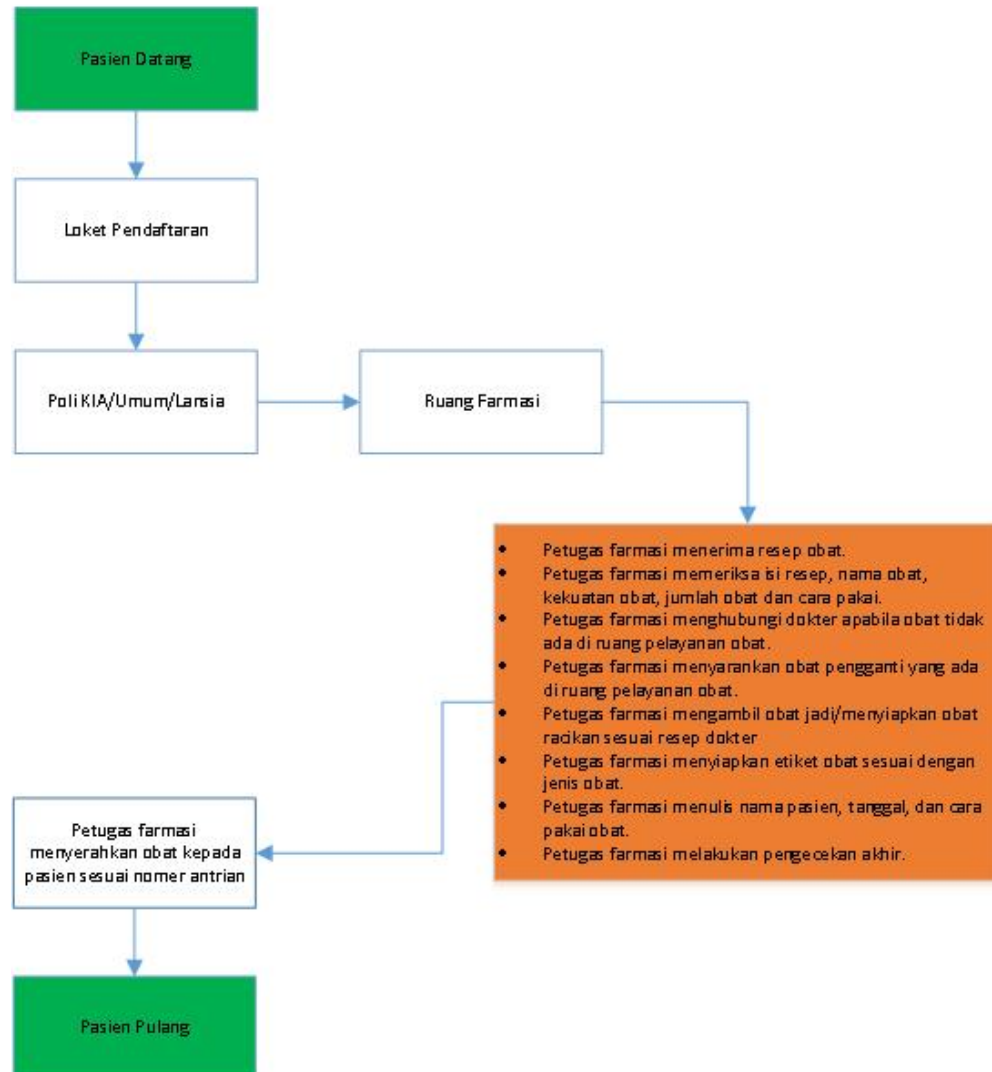 Pasien Datang
Loket Pendaftaran
Poli KIA/Umum/Lansia
Ruang Farmasi
• Petugas farmasi menerima resep obat.
• Petugas farmasi memeriksa isi resep, nama obat,
kekuatan obat, jumlah obat dan cara pakai.
• Petugas farmasi menghubungi dokter apabila obat tidak
ada di ruang pelayanan obat.
• Petugas farmasi menyarankan obat pengganti yang ada
di ruang pelayanan obat.
• Petugas farmasi mengambil obat jadi/menyiapkan obat
racikan sesuai resep dokter
• Petugas farmasi menyiapkan etiket obat sesuai dengan
jenis obat.
• Petugas farmasi menulis nama pasien, tanggal, dan cara
pakai obat.
• Petugas farmasi melakukan pengecekan akhir.
Petugas farmasi
menyerahkan obat kepada
pasien sesuai nomer antrian
Pasien Pulang